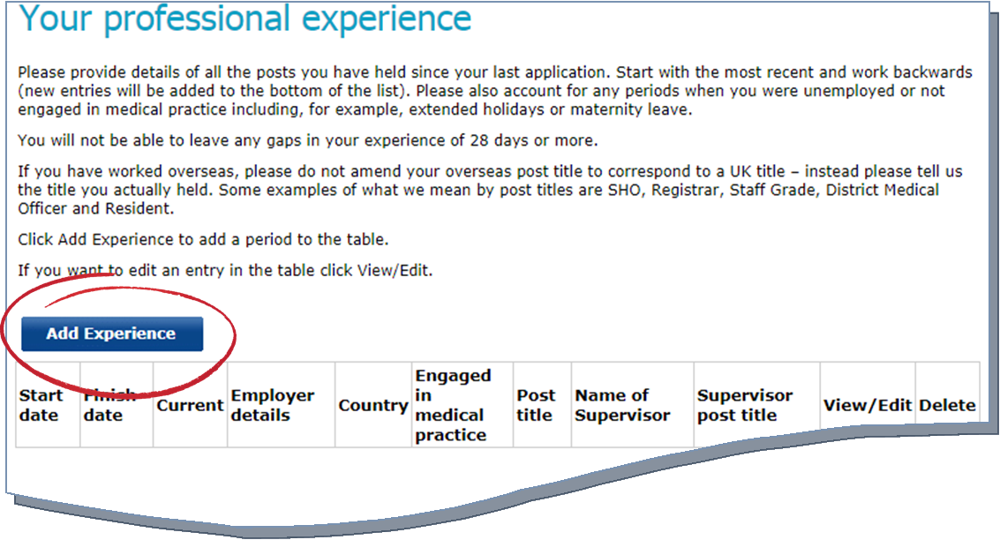 Your professional experience
Please provide details of all the posts you have held since your last application. Start with the most recent and work backwards
(new entries will be added to the bottom of the list). Please also account for any periods when you were unemployed or not
engaged in medical practice including, for example, extended holidays or maternity leave.
You will not be able to leave any gaps in your experience of 28 days or more.
If you have worked overseas, please do not amend your overseas post title to correspond to a UK title – instead please tell us
the title you actually held. Some examples of what we mean by post titles are SHO, Registrar, Staff Grade, District Medical
Officer and Resident.
Click Add Experience to add a period to the table.
If you want to edit an entry in the table click View/Edit.
Add Experience
Start
date
Finish
date
Current
Employer
details
Country
Engaged
in
medical
practice
Post
title
Name of
Supervisor
Supervisor
post title
View/Edit
Delete